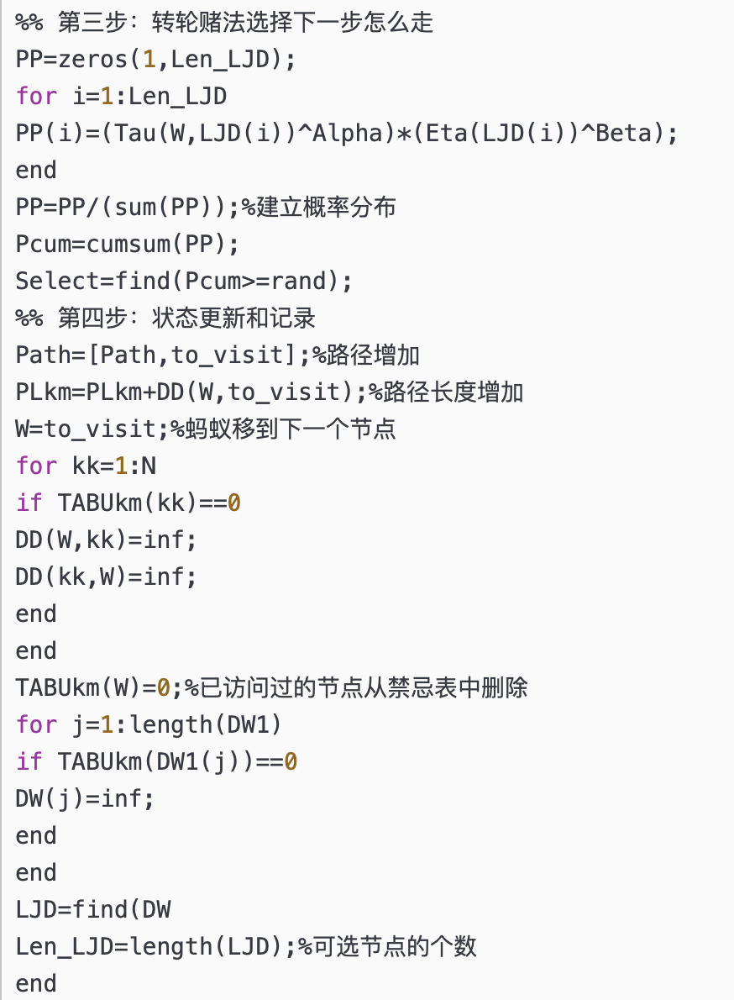 %% 第三步：转轮赌法选择下一步怎么走
PP=zeros(1,Len_LJD);
for i=1:Len_LJD
PP(i)=(Tau(W,LJD(i))^Alpha)*(Eta(LJD(i))^Beta);
end
PP=PP/(sum(PP));%建立概率分布
Pcum=cumsum(PP);
Select=find(Pcum>=rand);
%% 第四步：状态更新和记录
Path=[Path,to_visit];%路径增加
PLkm=PLkm+DD(W,to_visit);%路径长度增加
W=to_visit;%蚂蚁移到下一个节点
for kk=1:N
if TABUkm(kk)==0
DD(W,kk)=inf;
DD(kk,W)=inf;
end
end
TABUkm(W)=0;%已访问过的节点从禁忌表中删除
for j=1:length(DW1)
if TABUkm(DW1(j))==0
DW(j)=inf;
end
end
LJD=find(DW
Len_LJD=length(LJD);%可选节点的个数
end